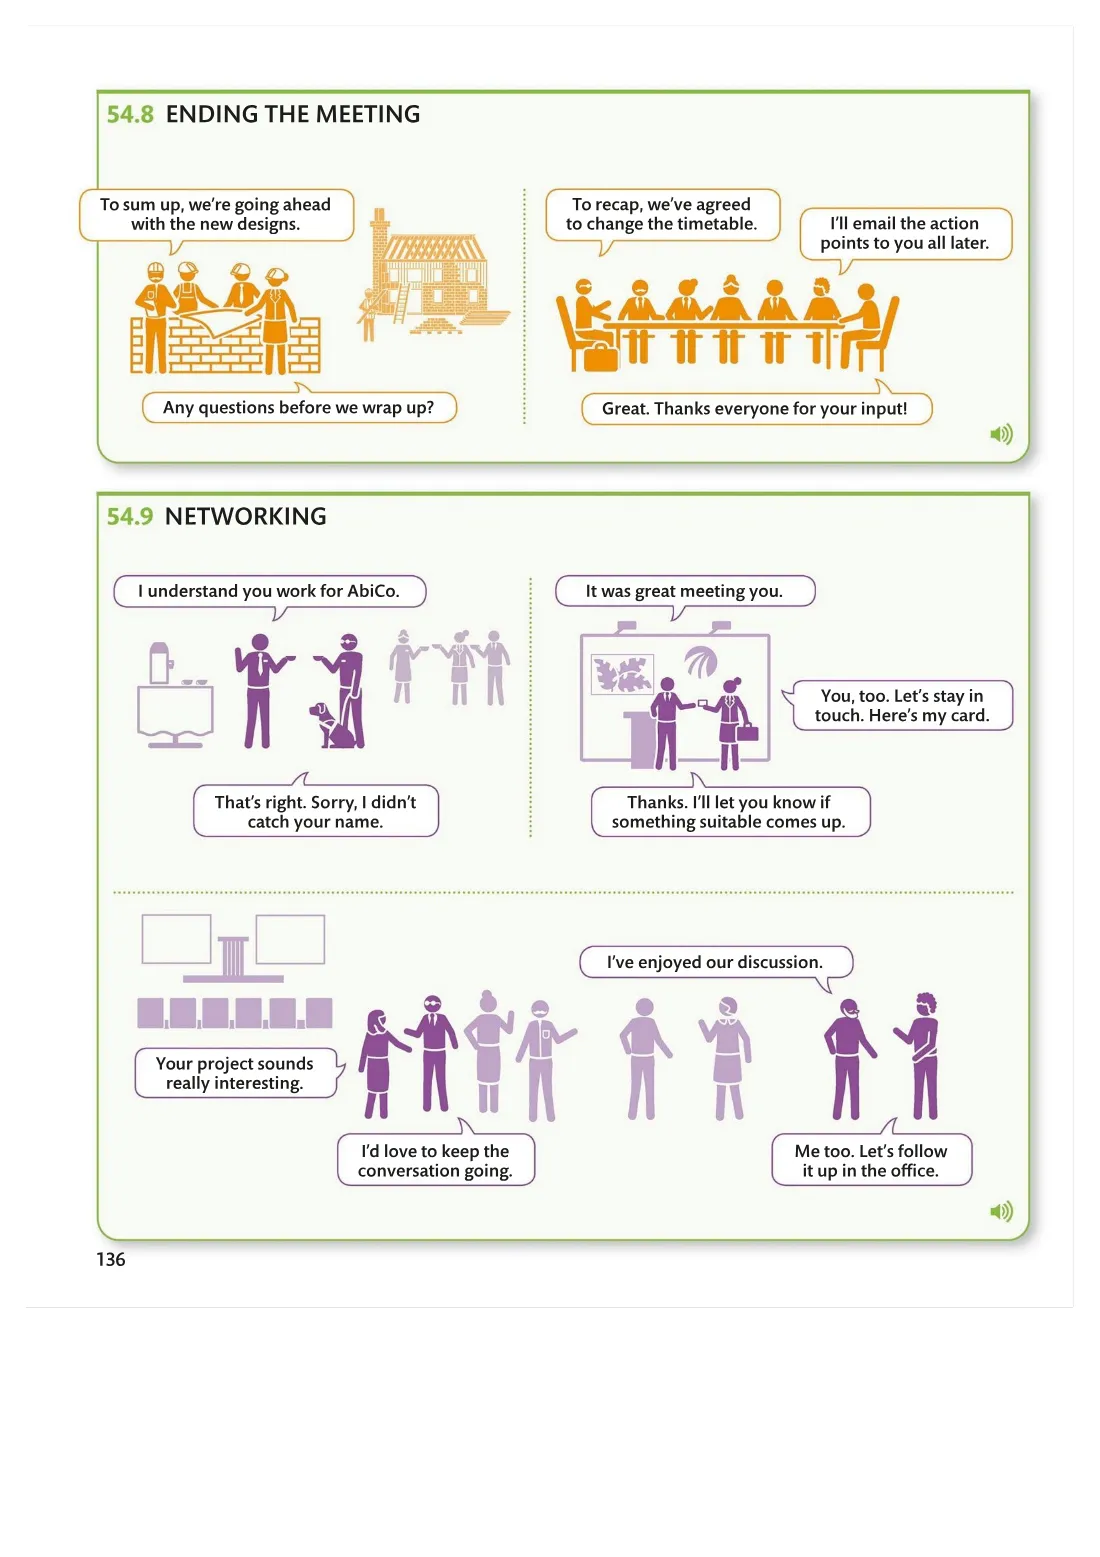 54.8 ENDING THE MEETING
To sum up, we're going ahead
with the new designs.
Any questions before we wrap up?
To recap, we've agreed
to change the timetable.
I'll email the action
points to you all later.
Great. Thanks everyone for your input!
54.9 NETWORKING
I understand you work for AbiCo.
That's right. Sorry, I didn't
catch your name.
It was great meeting you.
You, too. Let's stay in
touch. Here's my card.
Thanks. I'll let you know if
something suitable comes up.
Your project sounds
really interesting.
I'd love to keep the
conversation going.
I've enjoyed our discussion.
Me too. Let's follow
it up in the office.
136